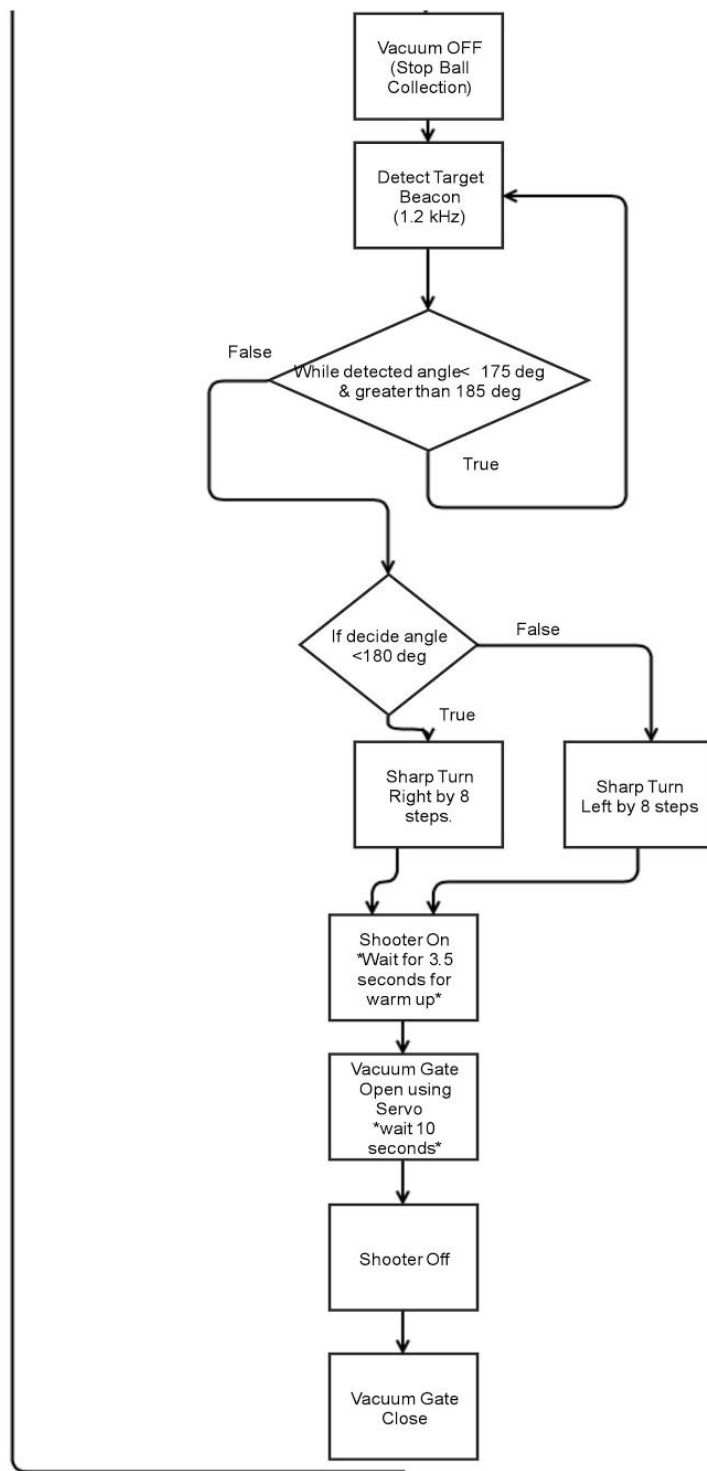 Vacuum OFF
(Stop Ball
Collection)
Detect Target
Beacon
(1.2 kHz)
False
While detected angle< 175 deg
& greater than 185 deg
True
If decide angle
<180 deg
False
True
Sharp Turn
Right by 8
steps.
Sharp Turn
Left by 8 steps
Shooter On
*Wait for 3.5
seconds for
warm up*
Vacuum Gate
Open using
Servo
*wait 10
seconds*
Shooter Off
Vacuum Gate
Close